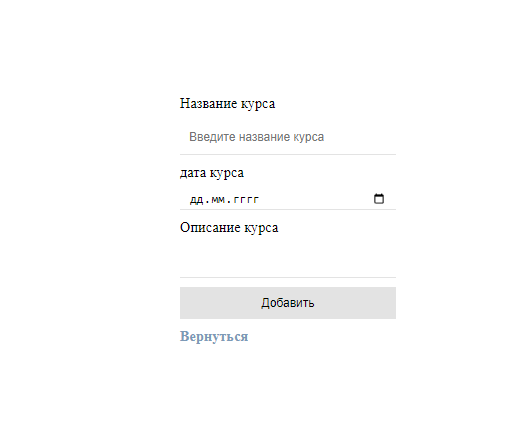 Название курса
Введите название курса
дата курса
дд.мм.гггг
Описание курса
Добавить
Вернуться